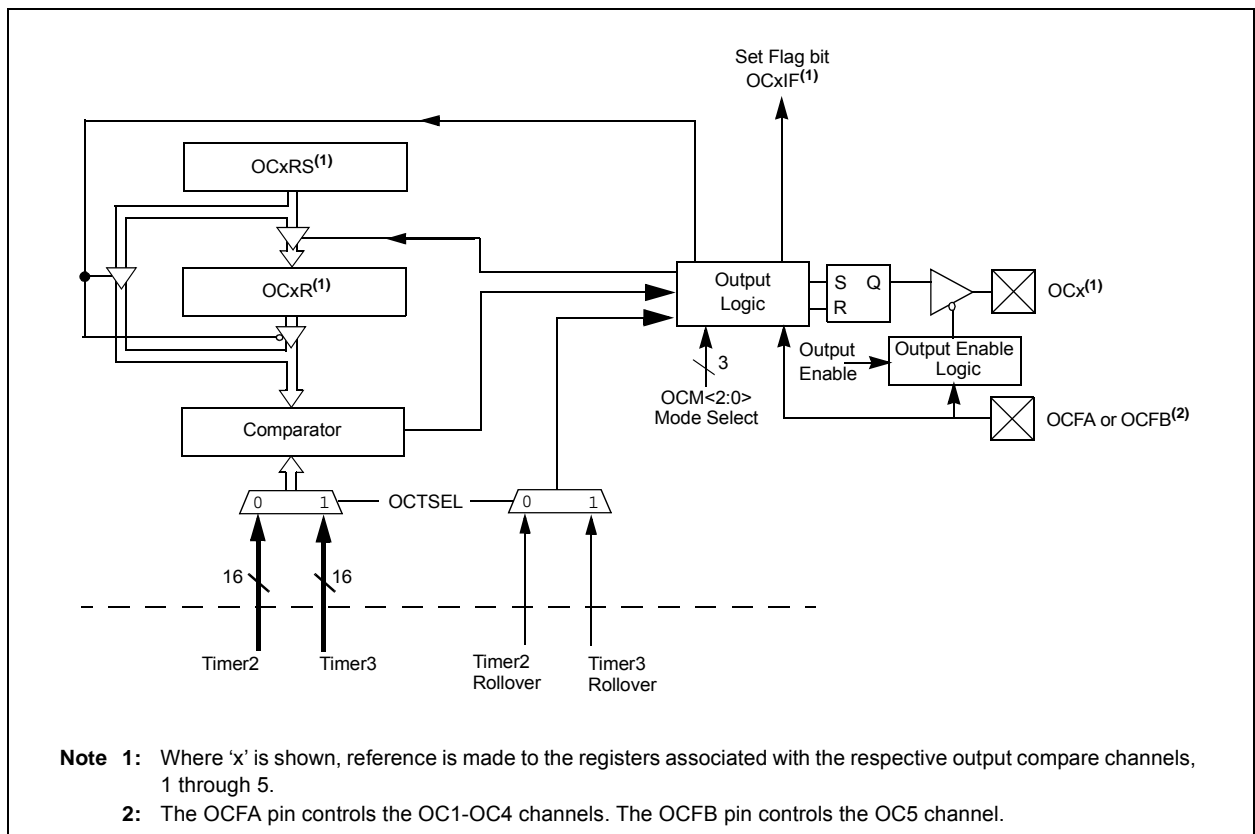 Set Flag bit
OCxIF(1)
OCxRS(1)
OCxR(1)
Output
Logic
S Q
R
OCx(1)
Output
Enable
Output Enable
Logic
3
OCM<2:0>
Mode Select
OCFA or OCFB(2)
Comparator
0 1
OCTSEL
0 1
16
16
Timer2
Timer3
Timer2
Rollover
Timer3
Rollover
Note 1: Where ‘x’ is shown, reference is made to the registers associated with the respective output compare channels,
1 through 5.
2: The OCFA pin controls the OC1-OC4 channels. The OCFB pin controls the OC5 channel.